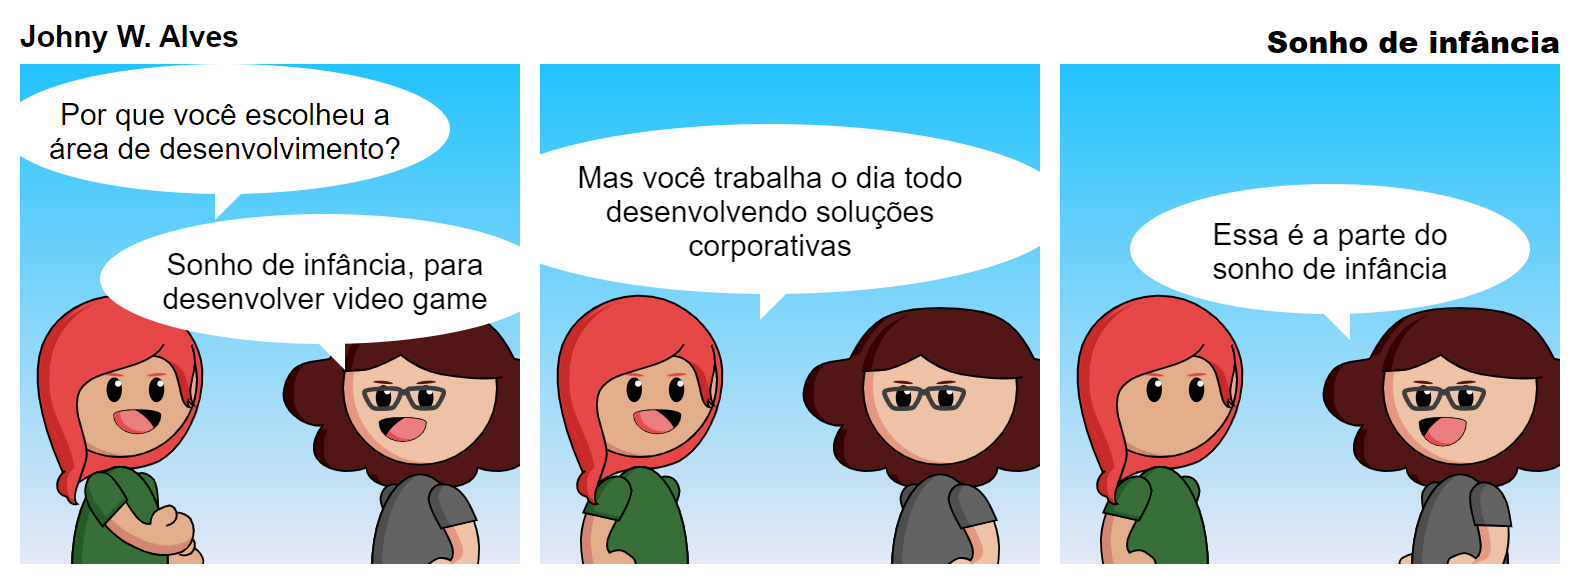 Johny W. Alves
Sonho de infância
Por que você escolheu a
área de desenvolvimento?
Sonho de infância, para
desenvolver video game
Mas você trabalha o dia todo
desenvolvendo soluções
corporativas
Essa é a parte do
sonho de infância